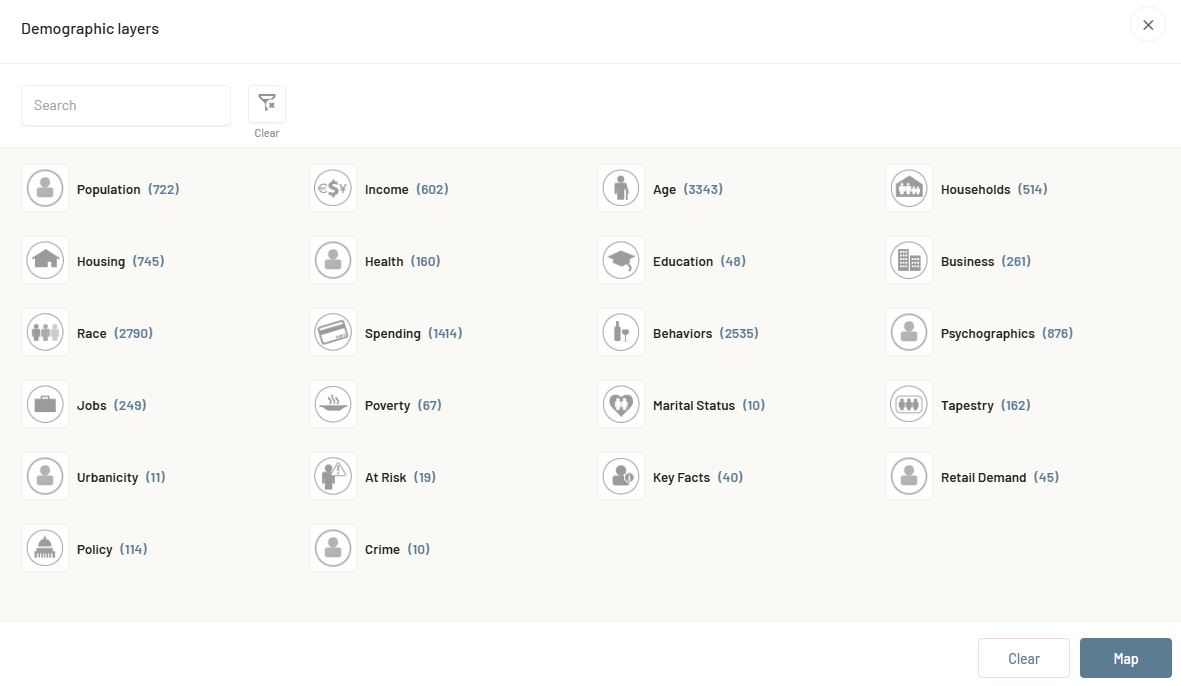 Demographic layers
Search
Clear
Population (722)
Income (602)
Age (3343)
Households (514)
Housing (745)
Health (160)
Education (48)
Business (261)
Race (2790)
Spending (1414)
Behaviors (2535)
Psychographics (876)
Jobs (249)
Poverty (67)
Marital Status (10)
Tapestry (162)
Urbanicity (11)
At Risk (19)
Key Facts (40)
Retail Demand (45)
Policy (114)
Crime (10)
Clear
Map